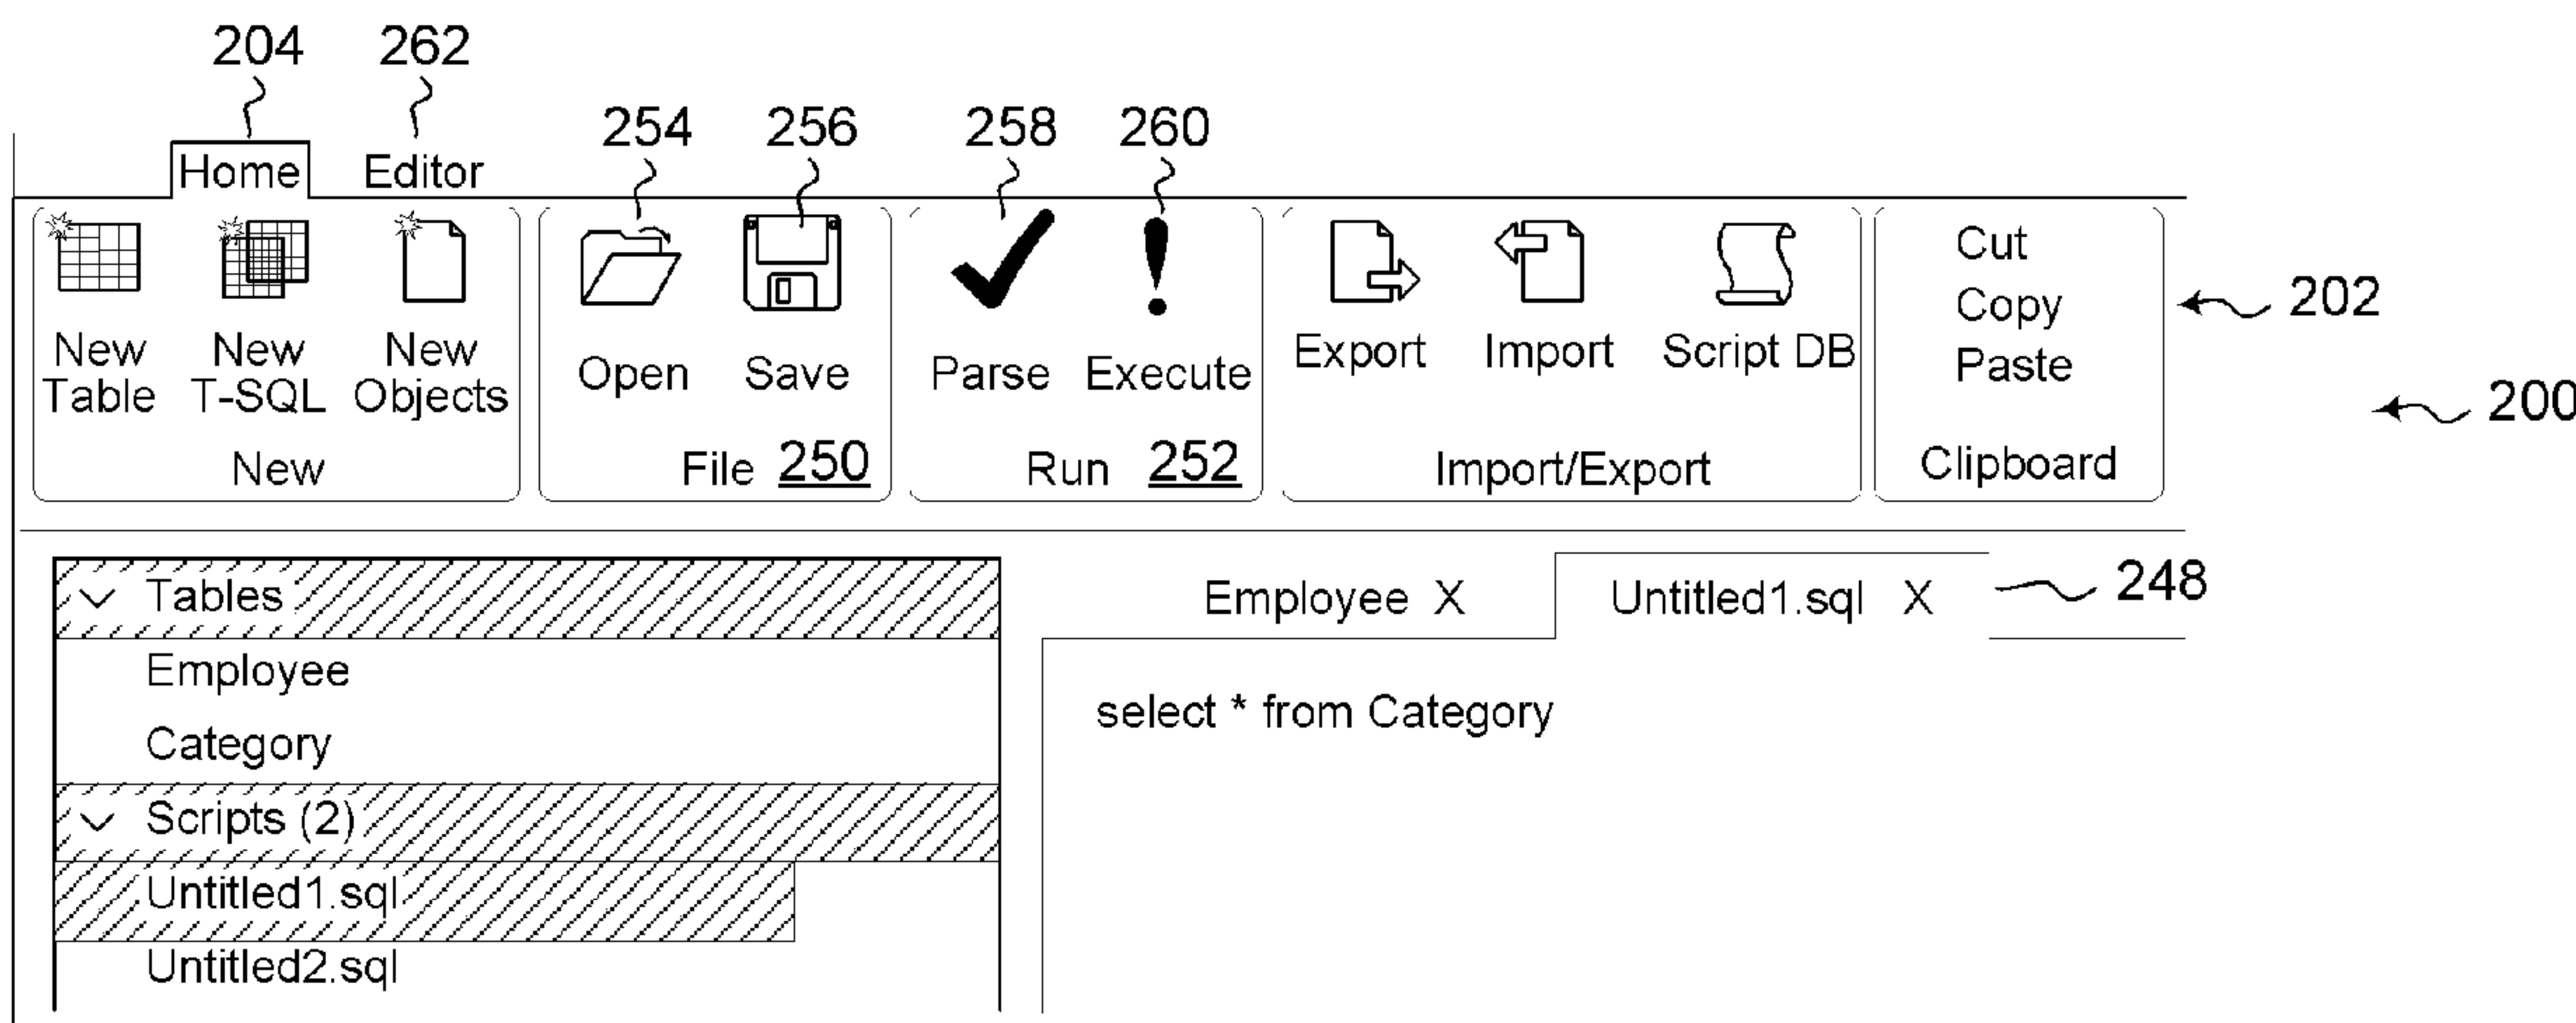 204 262
254 256 258 260
Home Editor
New Table New T-SQL New Objects
New
Open Save
File 250
Parse Execute
Run 252
Export Import Script DB
Import/Export
Cut
Copy
Paste
Clipboard
202
200
Tables
Employee
Category
Scripts (2)
Untitled1.sql
Untitled2.sql
Employee X Untitled1.sql X 248
select * from Category